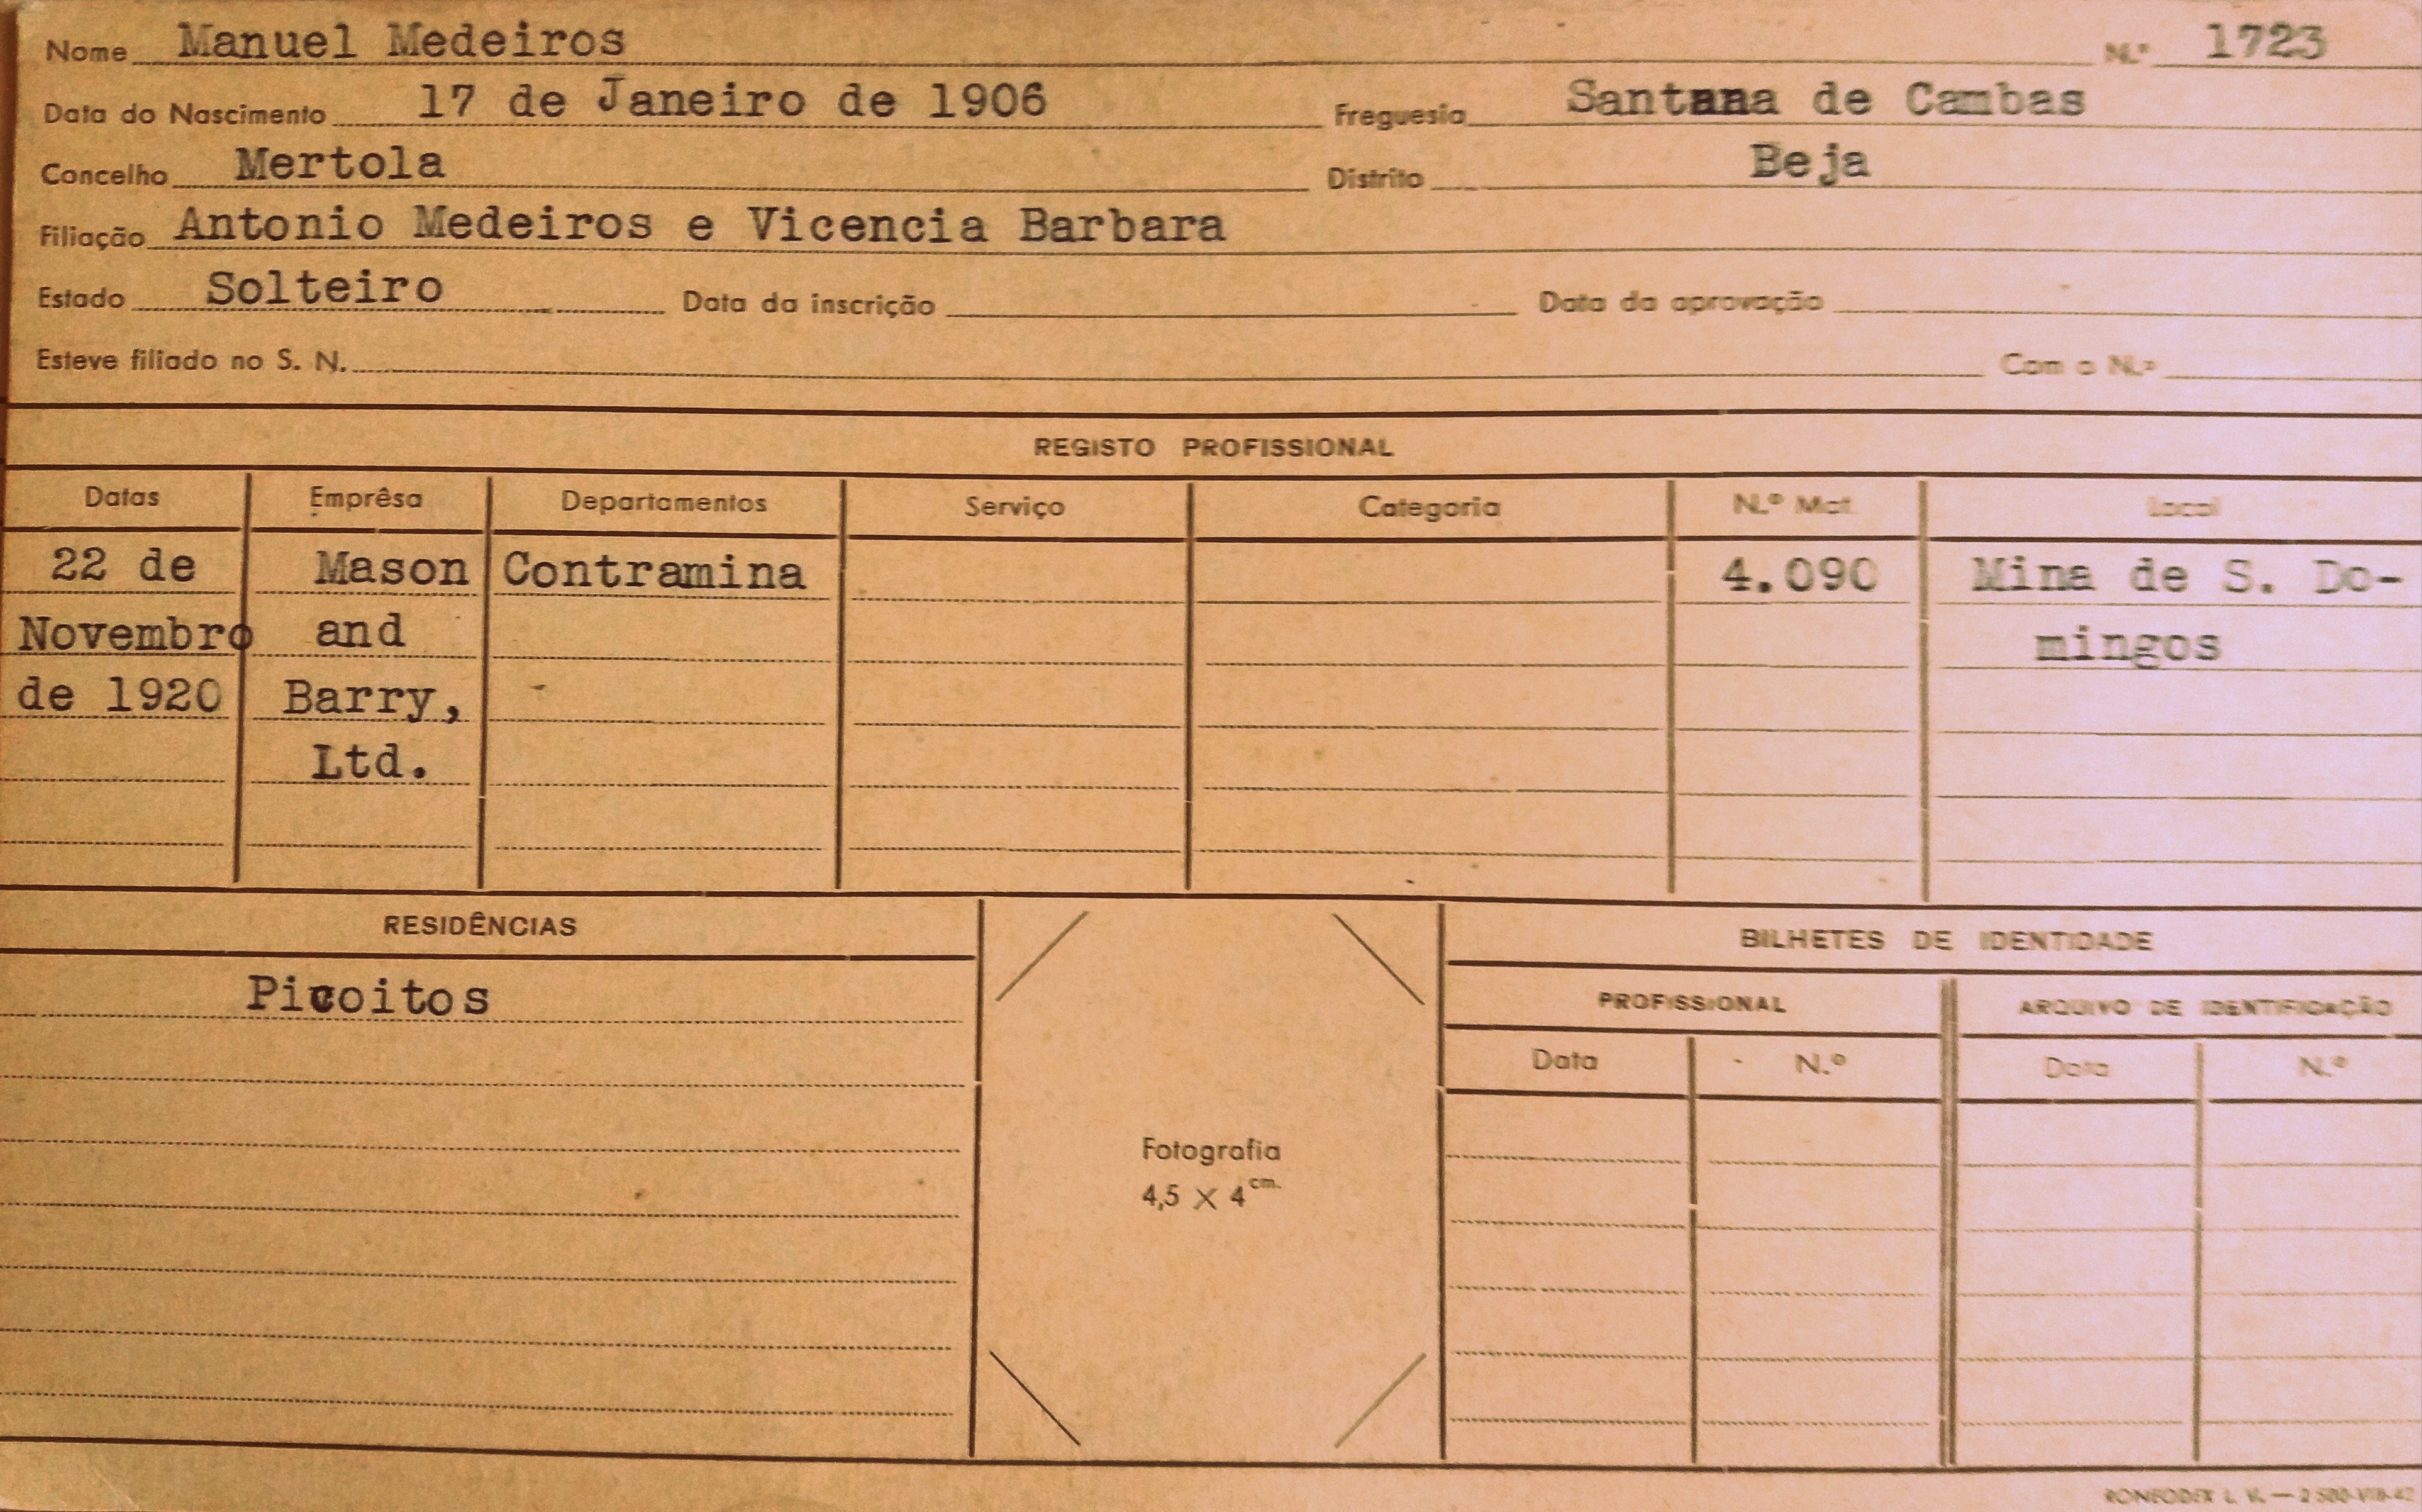 Nome Manuel Medeiros N.º 1723
Data do Nascimento 17 de Janeiro de 1906 Freguesia Santana de Cambas
Concelho Mertola Distrito Beja
Filiação Antonio Medeiros e Vicencia Barbara
Estado Solteiro Data da inscrição Data da aprovação
Esteve filiado no S. N. Com o N.º
REGISTO PROFISSIONAL
Datas Emprêsa Departamentos Serviço Categoria N.º Mat. Local
22 de Mason Contramina 4.090 Mina de S. Do-
Novembro and mingos
de 1920 Barry,
Ltd.
RESIDÊNCIAS
BILHETES DE IDENTIDADE
Picoitos
PROFISSIONAL ARQUIVO DE IDENTIFICAÇÃO
Data N.º Data N.º
Fotografia
4,5 X 4 cm.